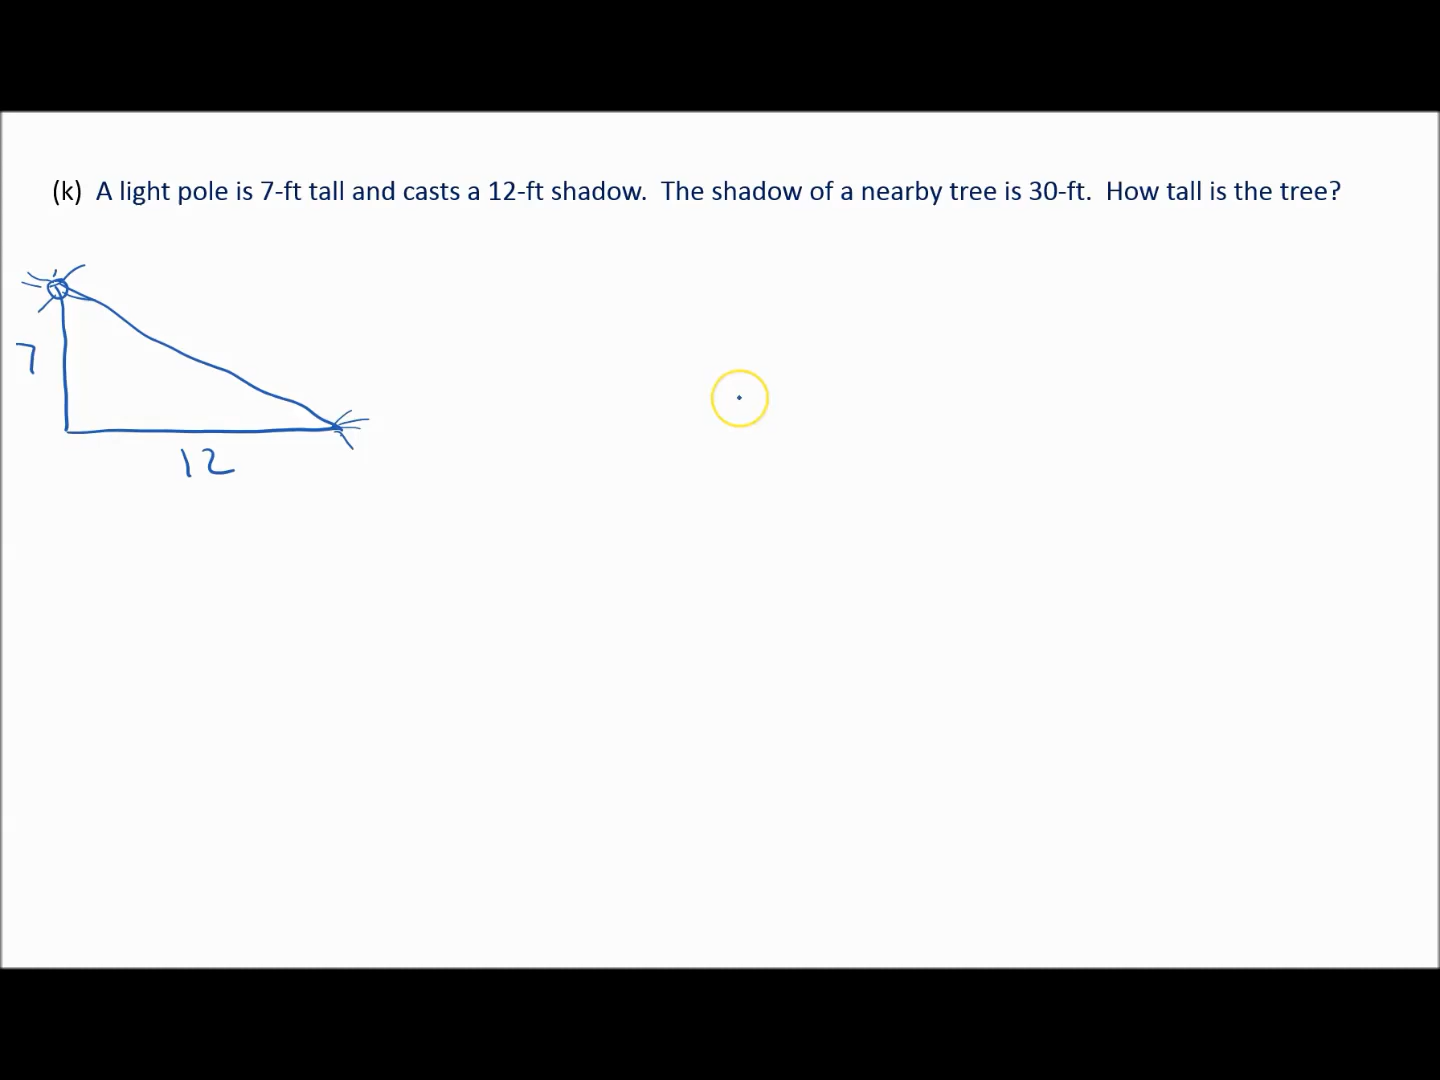 (k) A light pole is 7-ft tall and casts a 12-ft shadow. The shadow of a nearby tree is 30-ft. How tall is the tree?
7
12